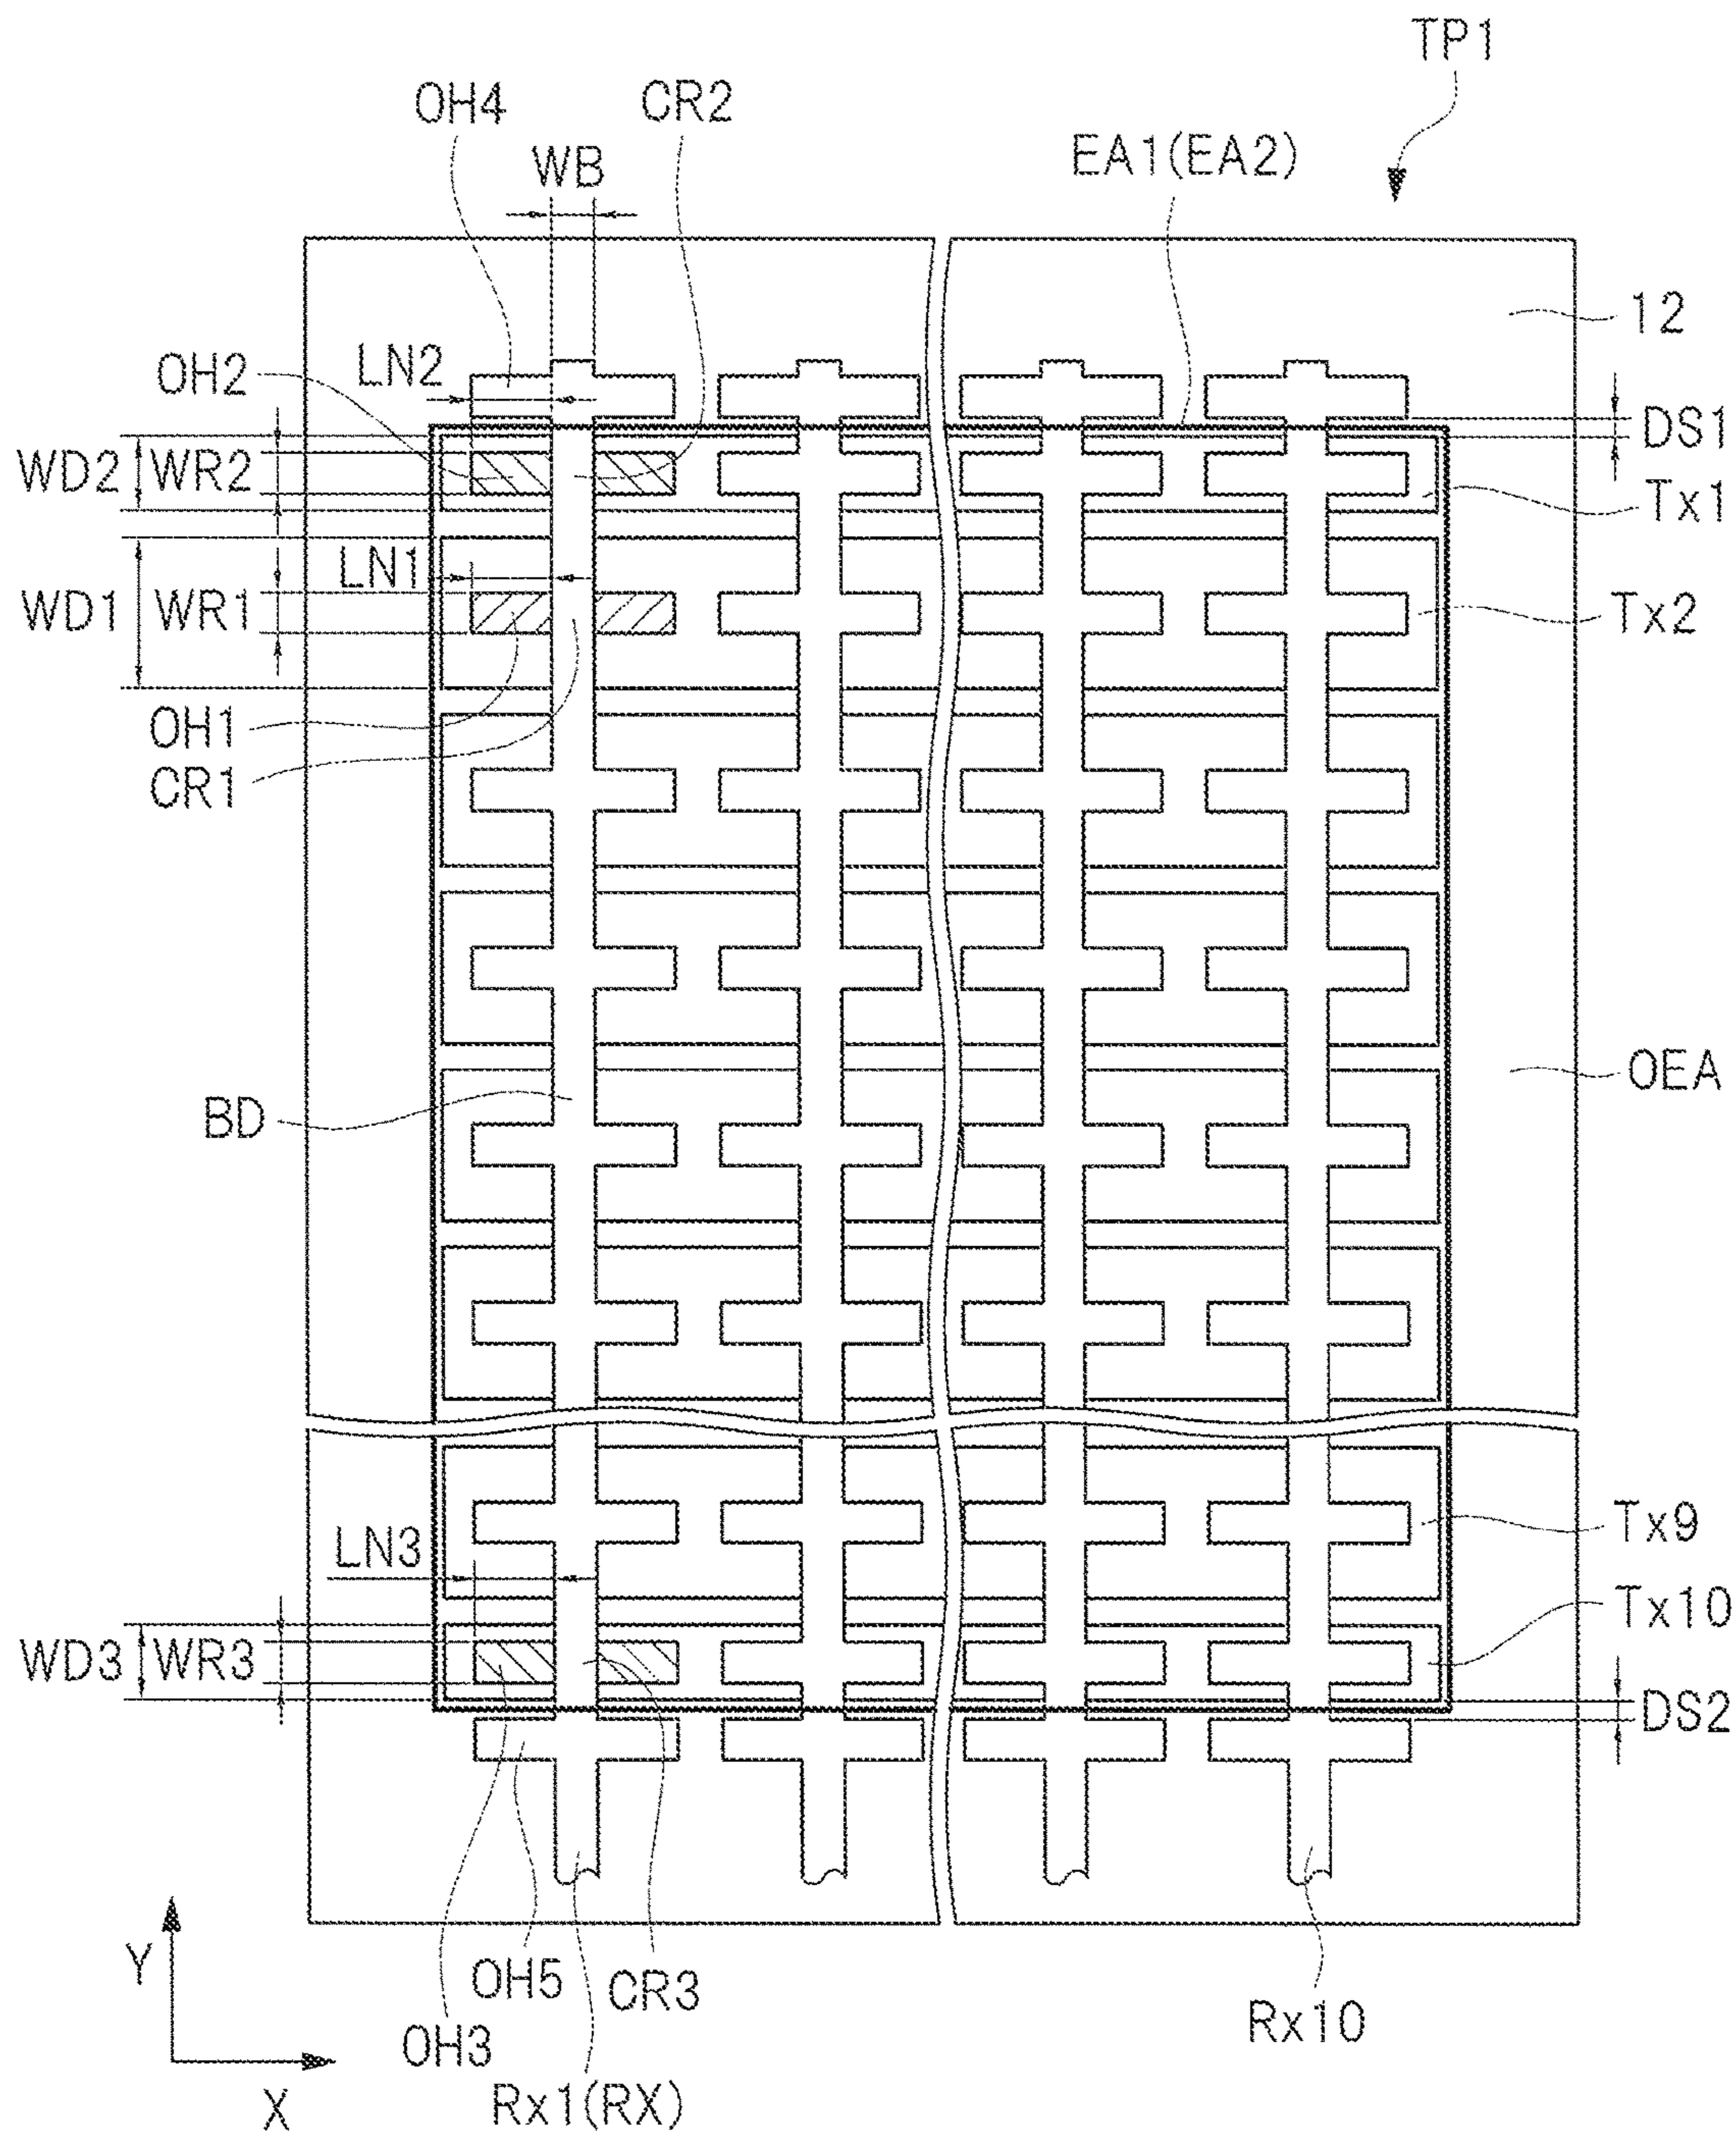 TP1
OH4
CR2
WB
EA1(EA2)
12
OH2
LN2
DS1
WD2
WR2
Tx1
LN1
WD1
WR1
Tx2
OH1
CR1
OEA
BD
Tx9
LN3
Tx10
WD3
WR3
DS2
Y
OH5
CR3
Rx10
OH3
X
Rx1(RX)